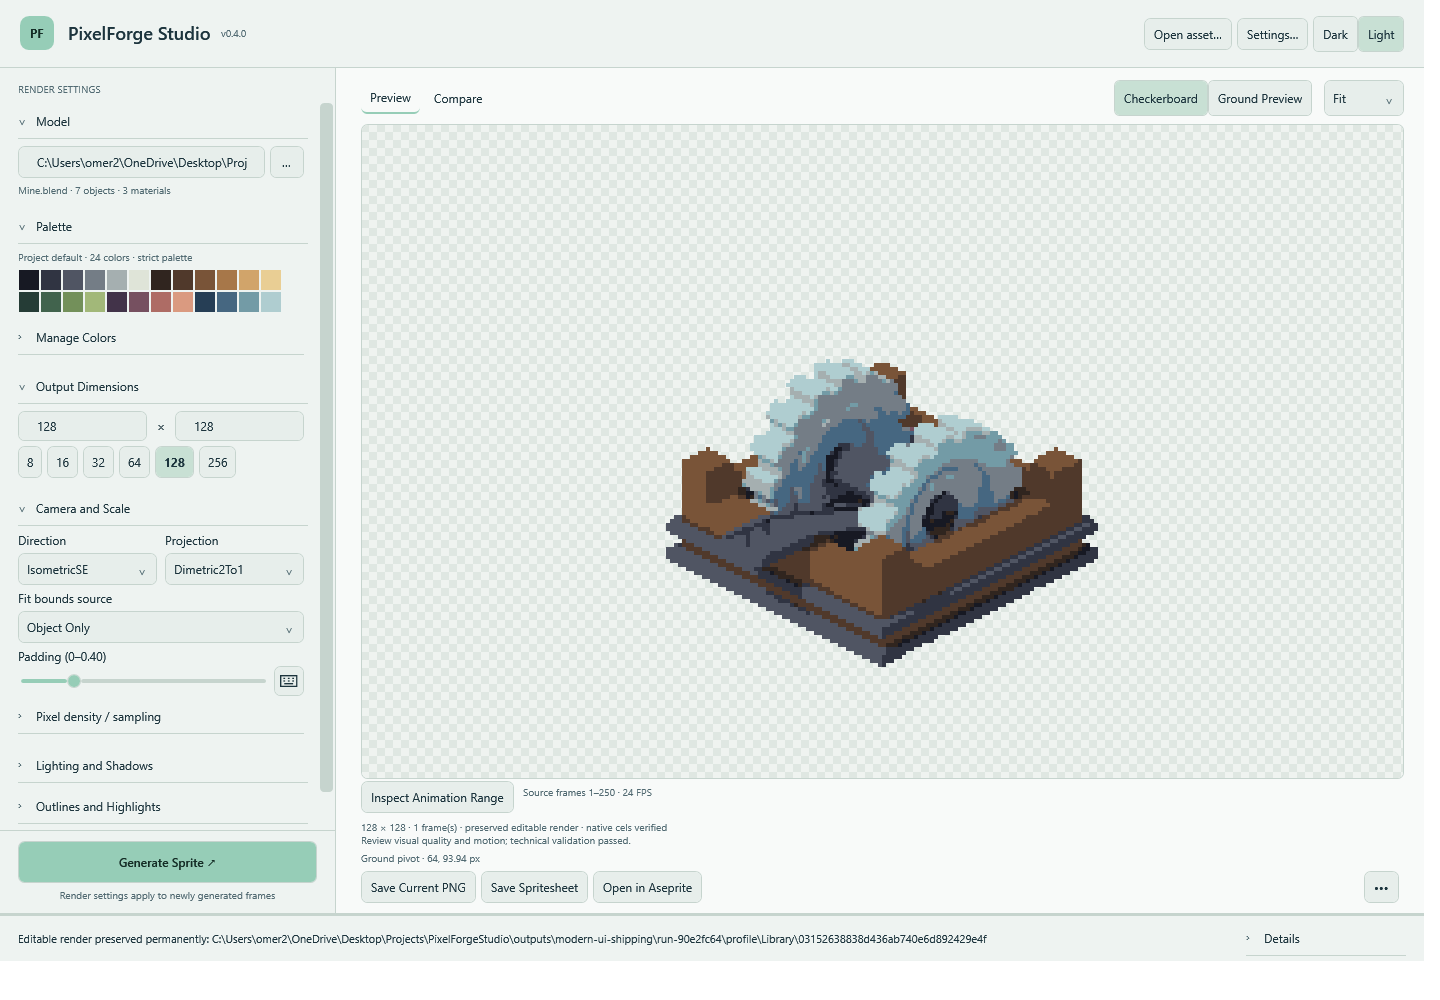 PF
PixelForge Studio v0.4.0
Open asset...
Settings...
Dark
Light
RENDER SETTINGS
Model
C:\Users\omer2\OneDrive\Desktop\Proj
...
Mine.blend · 7 objects · 3 materials
Palette
Project default · 24 colors · strict palette
Manage Colors
Output Dimensions
128 × 128
8 16 32 64 128 256
Camera and Scale
Direction Projection
IsometricSE Dimetric2To1
Fit bounds source
Object Only
Padding (0–0.40)
Pixel density / sampling
Lighting and Shadows
Outlines and Highlights
Generate Sprite ↗
Render settings apply to newly generated frames
Preview Compare
Checkerboard Ground Preview Fit
Inspect Animation Range Source frames 1–250 · 24 FPS
128 × 128 · 1 frame(s) · preserved editable render · native cels verified
Review visual quality and motion; technical validation passed.
Ground pivot · 64, 93.94 px
Save Current PNG Save Spritesheet Open in Aseprite
Editable render preserved permanently: C:\Users\omer2\OneDrive\Desktop\Projects\PixelForgeStudio\outputs\modern-ui-shipping\run-90e2fc64\profile\Library\03152638838d436ab740e6d892429e4f
Details